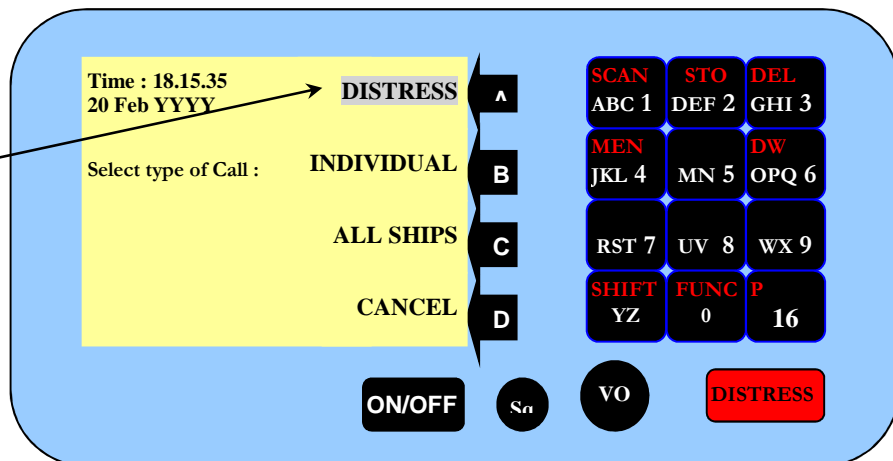 Time : 18.15.35
20 Feb YYYY
DISTRESS
Select type of Call :
INDIVIDUAL
ALL SHIPS
CANCEL
A
B
C
D
SCAN STO DEL
ABC 1 DEF 2 GHI 3
MEN DW
JKL 4 MN 5 OPQ 6
RST 7 UV 8 WX 9
SHIFT FUNC P
YZ 0 16
ON/OFF
Sq
VO
DISTRESS